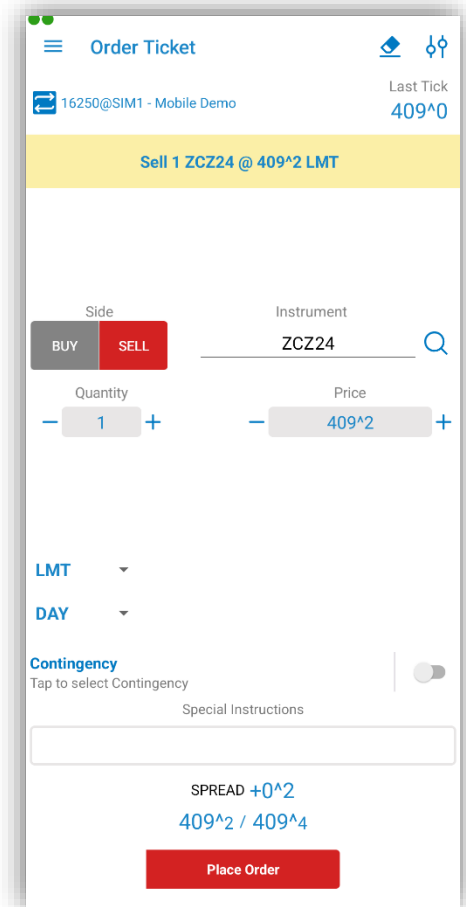 Order Ticket
16250@SIM1 - Mobile Demo
Last Tick
409^0
Sell 1 ZCZ24 @ 409^2 LMT
Side
Instrument
BUY SELL
ZCZ24
Quantity
Price
− 1 +
− 409^2 +
LMT
DAY
Contingency
Tap to select Contingency
Special Instructions
SPREAD +0^2
409^2 / 409^4
Place Order